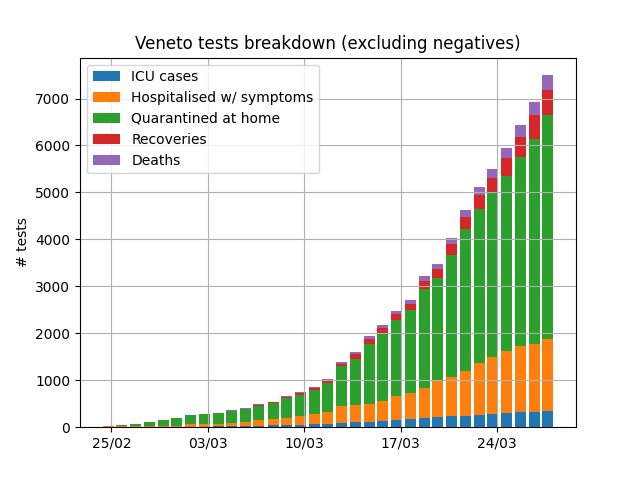 Veneto tests breakdown (excluding negatives)
ICU cases
Hospitalised w/ symptoms
Quarantined at home
Recoveries
Deaths
# tests
7000
6000
5000
4000
3000
2000
1000
0
25/02
03/03
10/03
17/03
24/03